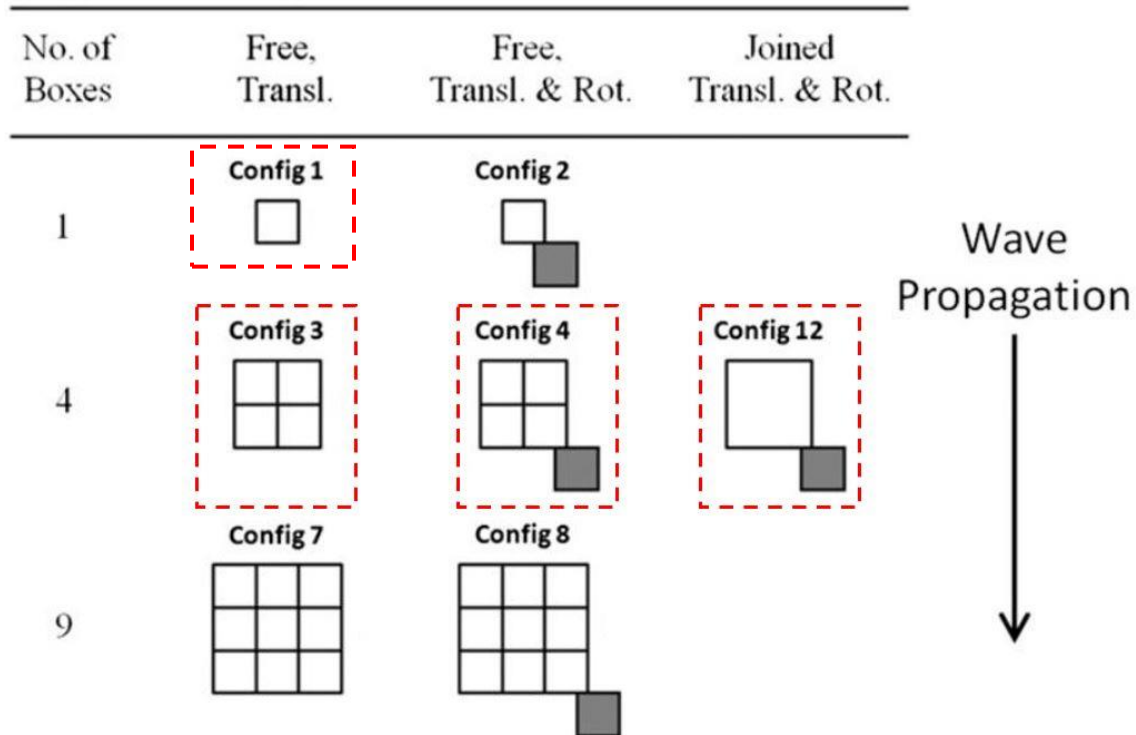 No. of Boxes
Free, Transl.
Free, Transl. & Rot.
Joined Transl. & Rot.
Config 1
Config 2
1
Wave Propagation
Config 3
Config 4
Config 12
4
Config 7
Config 8
9